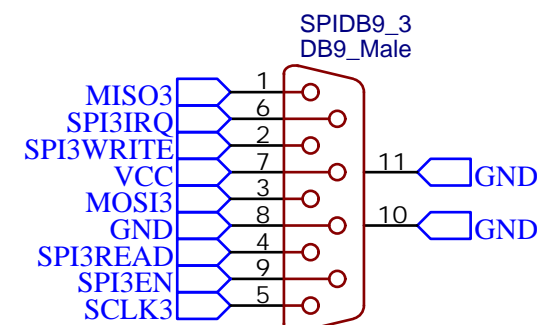 SPIDB9_3
DB9_Male
MISO3 1
SPI3IRQ 6
SPI3WRITE 2
VCC 7 11 GND
MOSI3 3
GND 8 10 GND
SPI3READ 4
SPI3EN 9
SCLK3 5